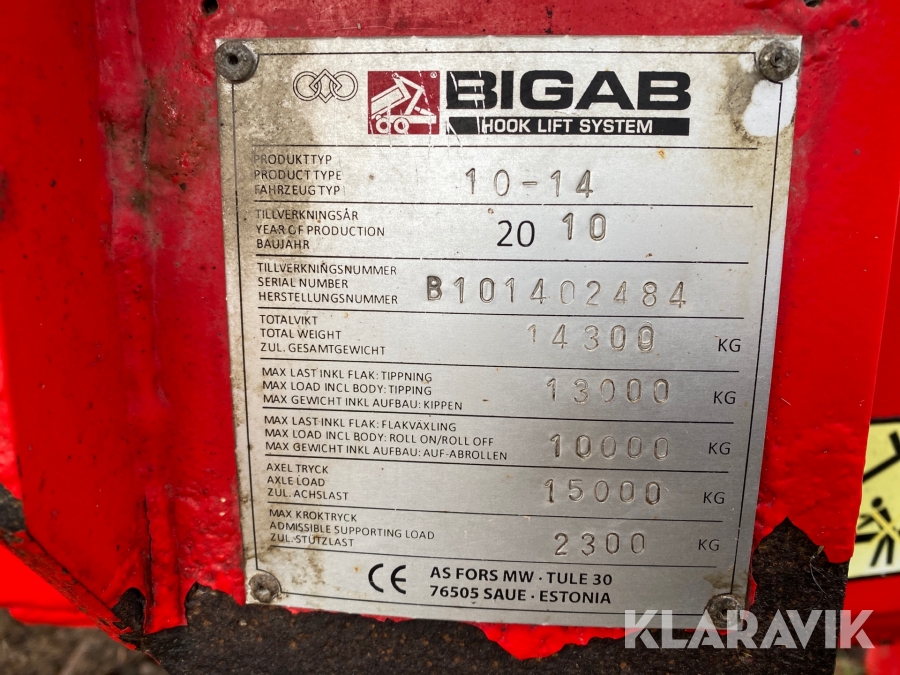 BIGAB
HOOK LIFT SYSTEM
PRODUKTTYP
PRODUCT TYPE
FAHRZEUG TYP
10-14
TILLVERKNINGSÅR
YEAR OF PRODUCTION
BAUJAHR
20 10
TILLVERKNINGSNUMMER
SERIAL NUMBER
HERSTELLUNGSNUMMER
B101402484
TOTALVIKT
TOTAL WEIGHT
ZUL. GESAMTGEWICHT
14300 KG
MAX LAST INKL FLAK: TIPPNING
MAX LOAD INCL BODY: TIPPING
MAX GEWICHT INKL AUFBAU: KIPPEN
13000 KG
MAX LAST INKL FLAK: FLAKVÄXLING
MAX LOAD INCL BODY: ROLL ON/ROLL OFF
MAX GEWICHT INKL AUFBAU: AUF-ABROLLEN
10000 KG
AXEL TRYCK
AXLE LOAD
ZUL. ACHSLAST
15000 KG
MAX KROKTRYCK
ADMISSIBLE SUPPORTING LOAD
ZUL. STÜTZLAST
2300 KG
CE AS FORS MW · TULE 30
76505 SAUE · ESTONIA
KLARAVIK